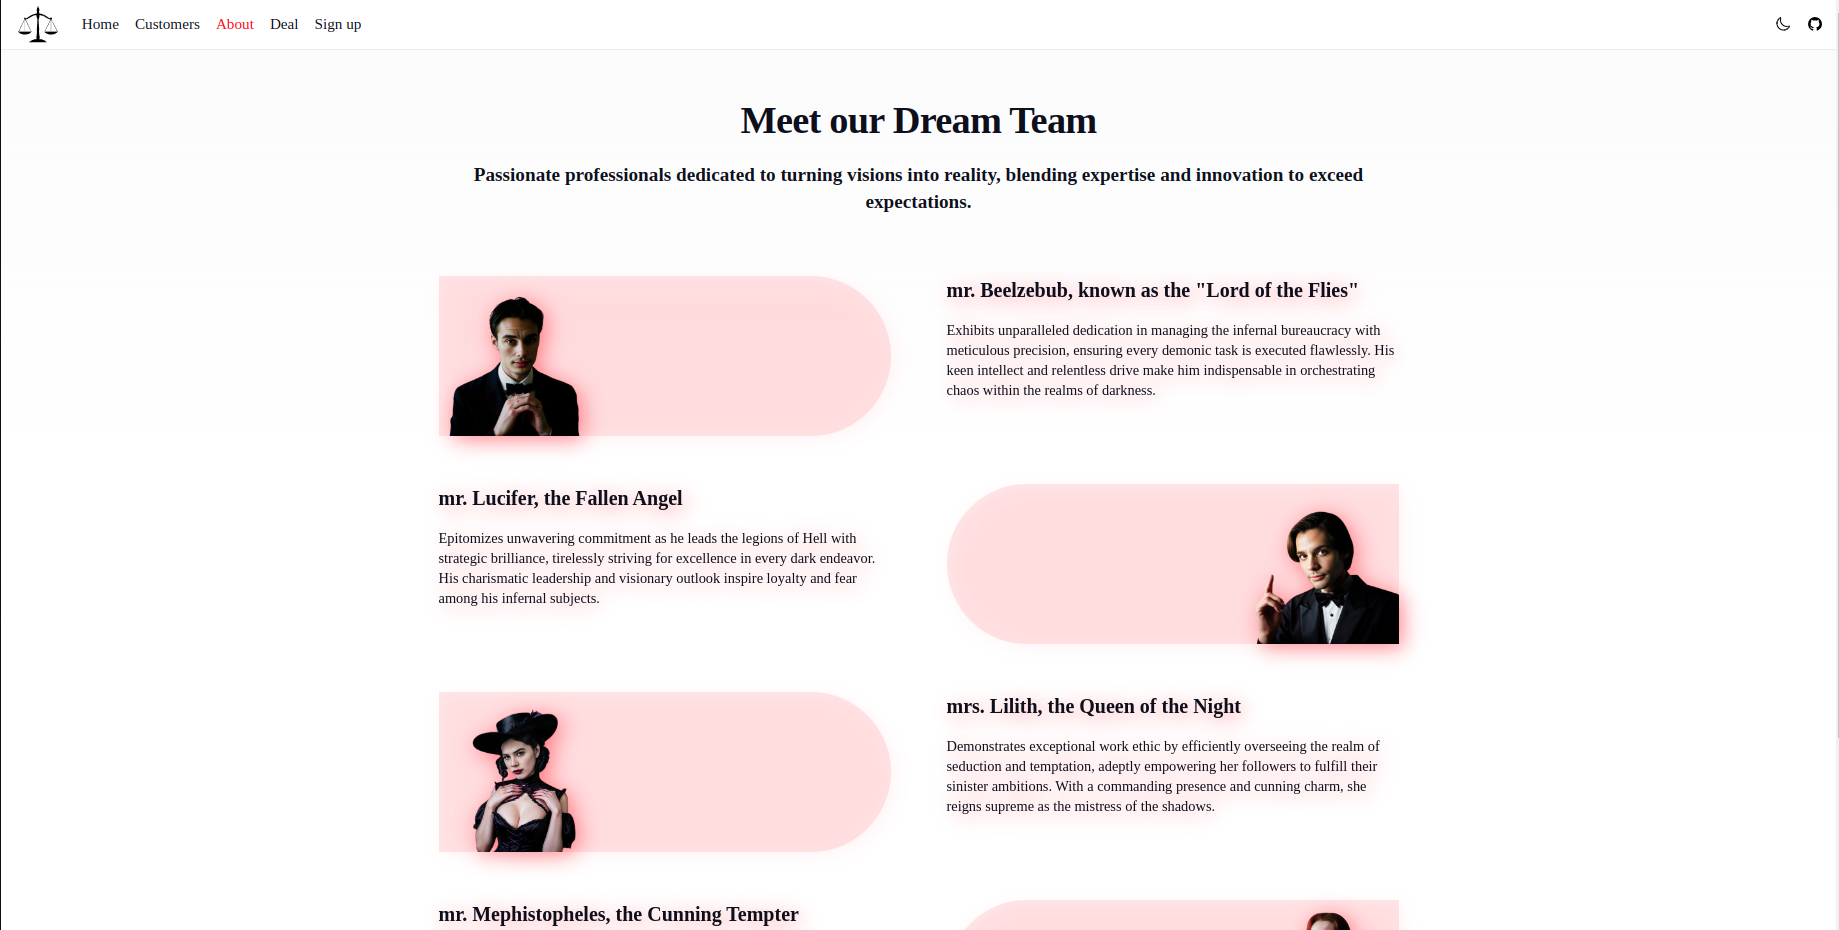 Home Customers About Deal Sign up
Meet our Dream Team
Passionate professionals dedicated to turning visions into reality, blending expertise and innovation to exceed
expectations.
mr. Beelzebub, known as the "Lord of the Flies"
Exhibits unparalleled dedication in managing the infernal bureaucracy with
meticulous precision, ensuring every demonic task is executed flawlessly. His
keen intellect and relentless drive make him indispensable in orchestrating
chaos within the realms of darkness.
mr. Lucifer, the Fallen Angel
Epitomizes unwavering commitment as he leads the legions of Hell with
strategic brilliance, tirelessly striving for excellence in every dark endeavor.
His charismatic leadership and visionary outlook inspire loyalty and fear
among his infernal subjects.
mrs. Lilith, the Queen of the Night
Demonstrates exceptional work ethic by efficiently overseeing the realm of
seduction and temptation, adeptly empowering her followers to fulfill their
sinister ambitions. With a commanding presence and cunning charm, she
reigns supreme as the mistress of the shadows.
mr. Mephistopheles, the Cunning Tempter